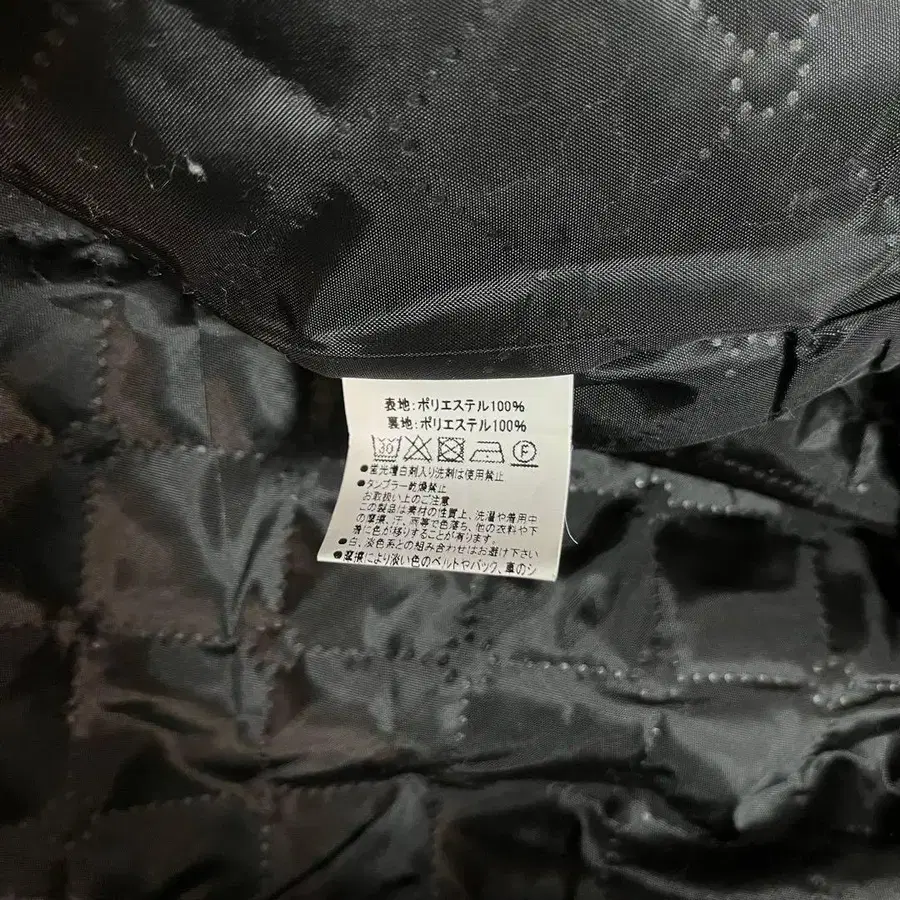 表地:ポリエステル100%
裏地:ポリエステル100%
30 F
●蛍光増白剤入り洗剤は使用禁止
●タンブラー乾燥禁止
お取扱い上のご注意
この製品は素材の性質上、洗濯や着用中
の摩擦、汗、雨等で色落ち、他の衣料や下
着に色が移りすることが有ります。
●白、淡色系との組み合わせはお避け下さい
●摩擦により淡い色のベルトやバック、車のシ